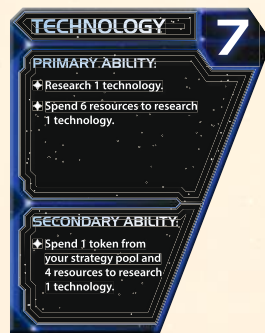 TECHNOLOGY
7
PRIMARY ABILITY:
✦ Research 1 technology.
✦ Spend 6 resources to research
1 technology.
SECONDARY ABILITY:
✦ Spend 1 token from
your strategy pool and
4 resources to research
1 technology.